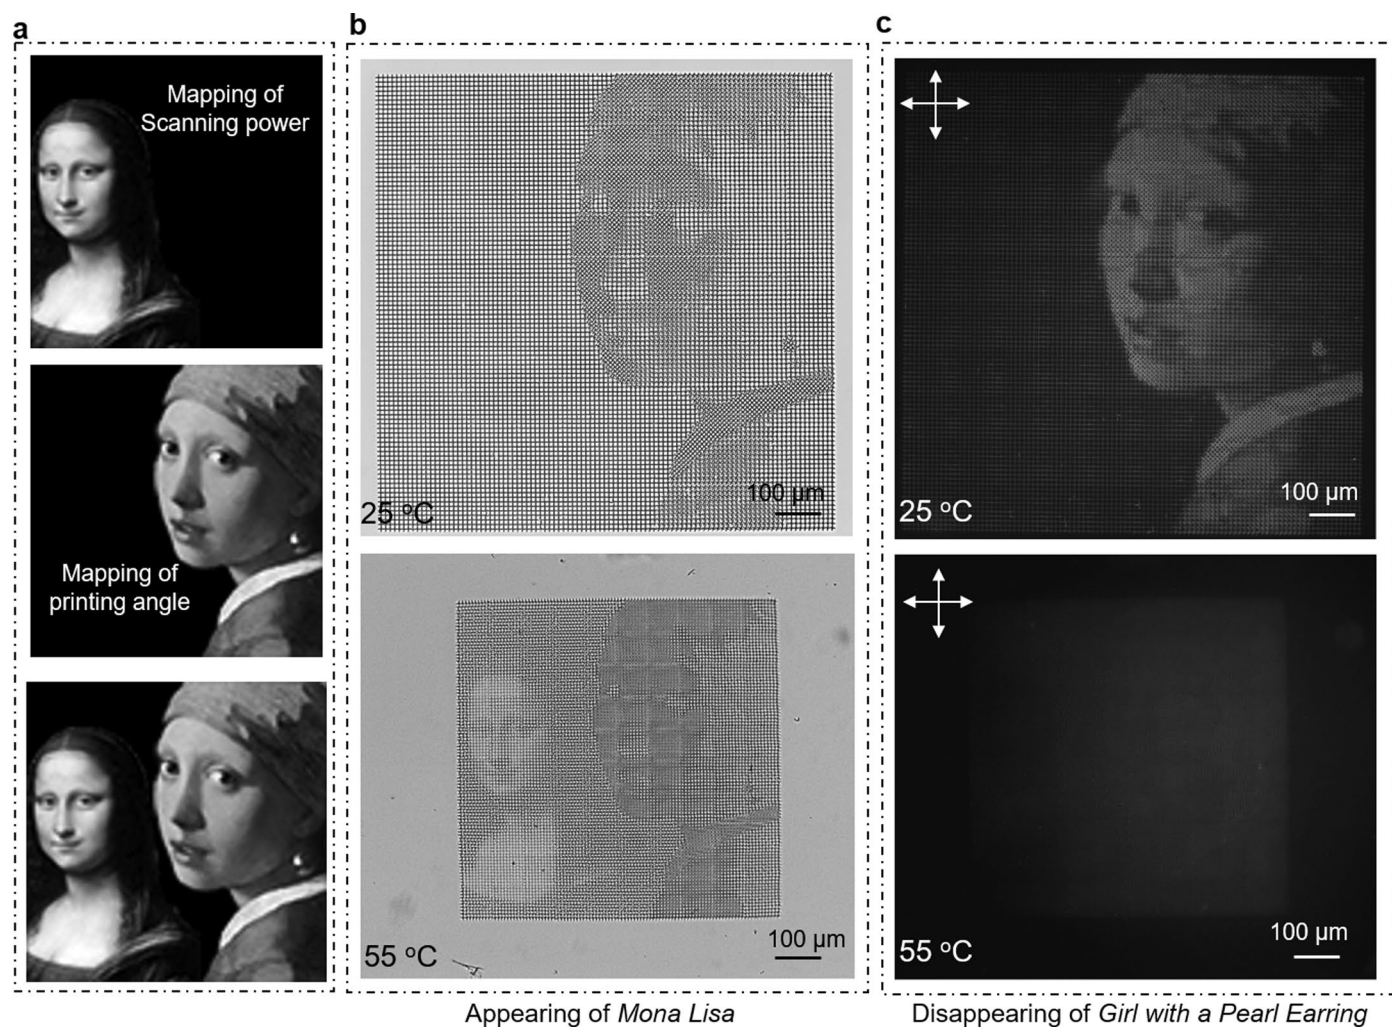 a
Mapping of
Scanning power
Mapping of
printing angle
b
25 °C
100 µm
55 °C
100 µm
Appearing of Mona Lisa
c
25 °C
100 µm
55 °C
100 µm
Disappearing of Girl with a Pearl Earring